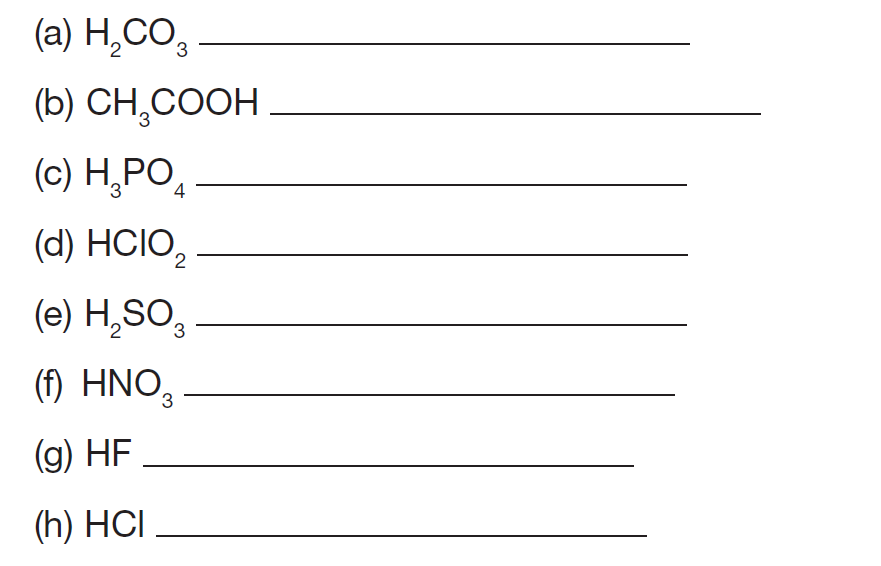 (a) H₂CO₃
(b) CH₃COOH
(c) H₃PO₄
(d) HClO₂
(e) H₂SO₃
(f) HNO₃
(g) HF
(h) HCl